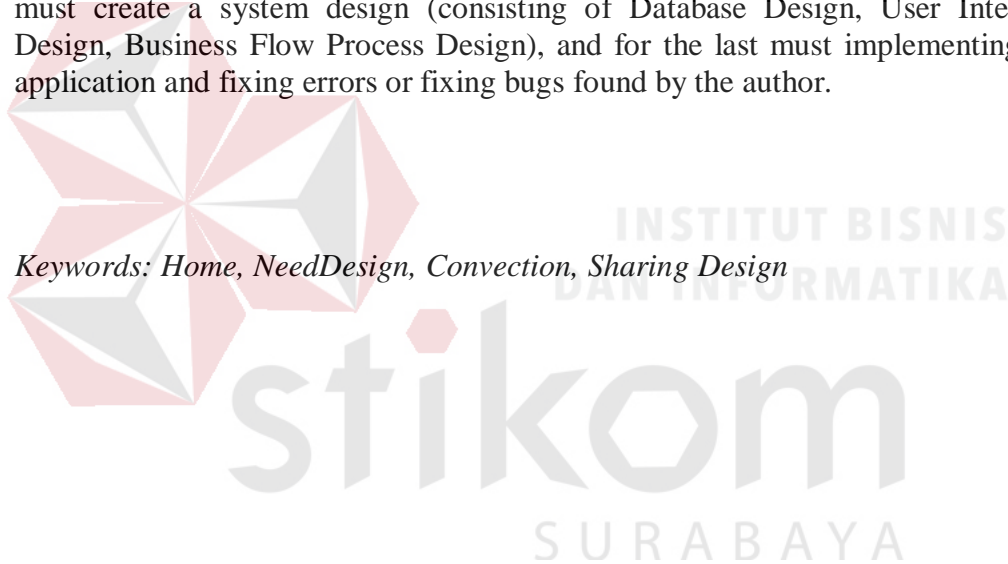 must create a system design (consisting of Database Design, User Inte
Design, Business Flow Process Design), and for the last must implementing
application and fixing errors or fixing bugs found by the author.
INSTITUT BISNIS
Keywords: Home, NeedDesign, Convection, Sharing Design
DAN INFORMATIKA
stikom
SURABAYA